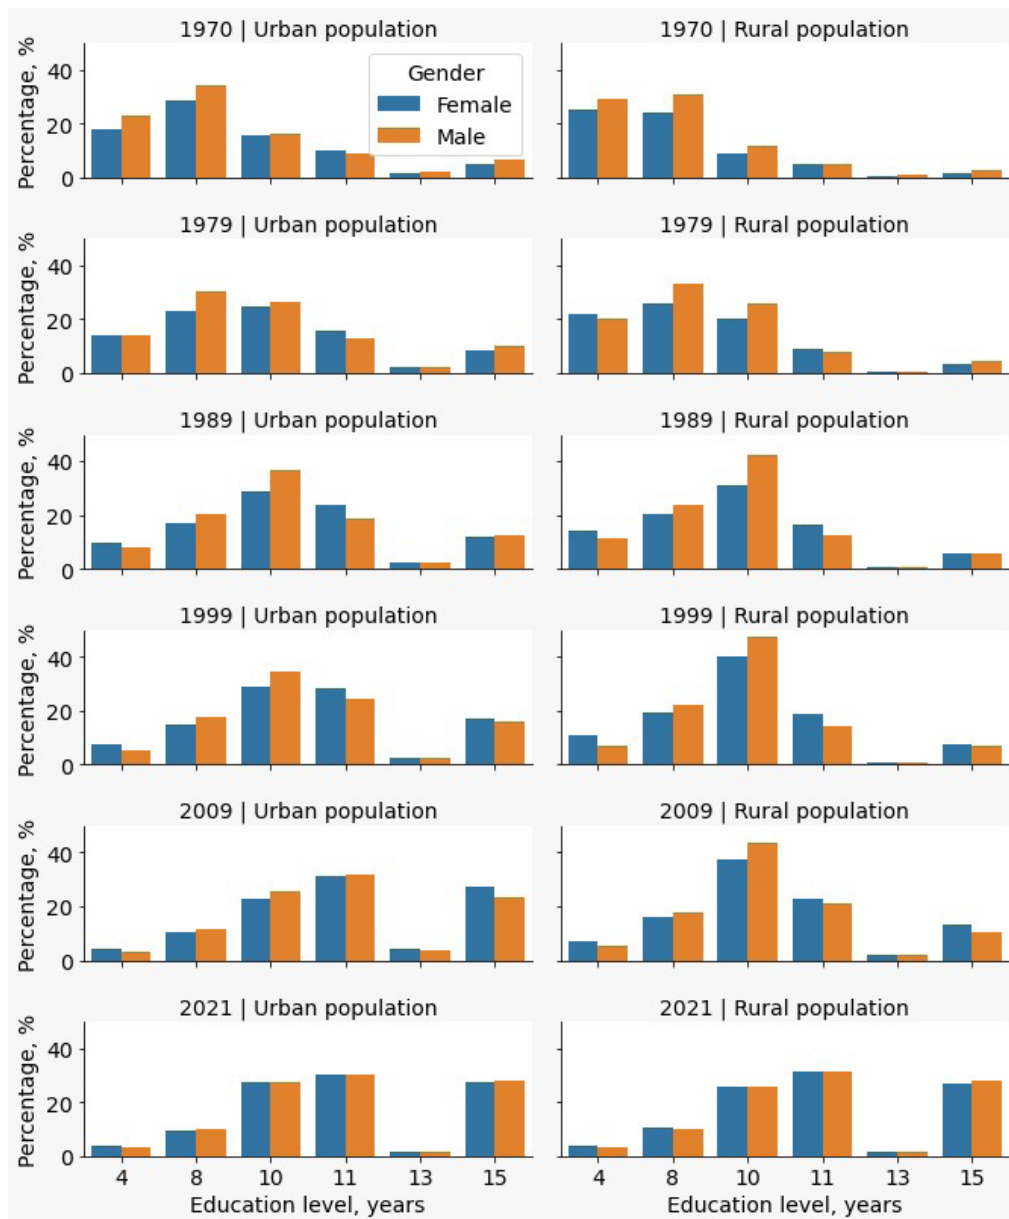 1970 | Urban population
1970 | Rural population
Percentage, %
40
20
0
Gender
Female
Male
1979 | Urban population
1979 | Rural population
Percentage, %
40
20
0
1989 | Urban population
1989 | Rural population
Percentage, %
40
20
0
1999 | Urban population
1999 | Rural population
Percentage, %
40
20
0
2009 | Urban population
2009 | Rural population
Percentage, %
40
20
0
2021 | Urban population
2021 | Rural population
Percentage, %
40
20
0
4 8 10 11 13 15
4 8 10 11 13 15
Education level, years
Education level, years